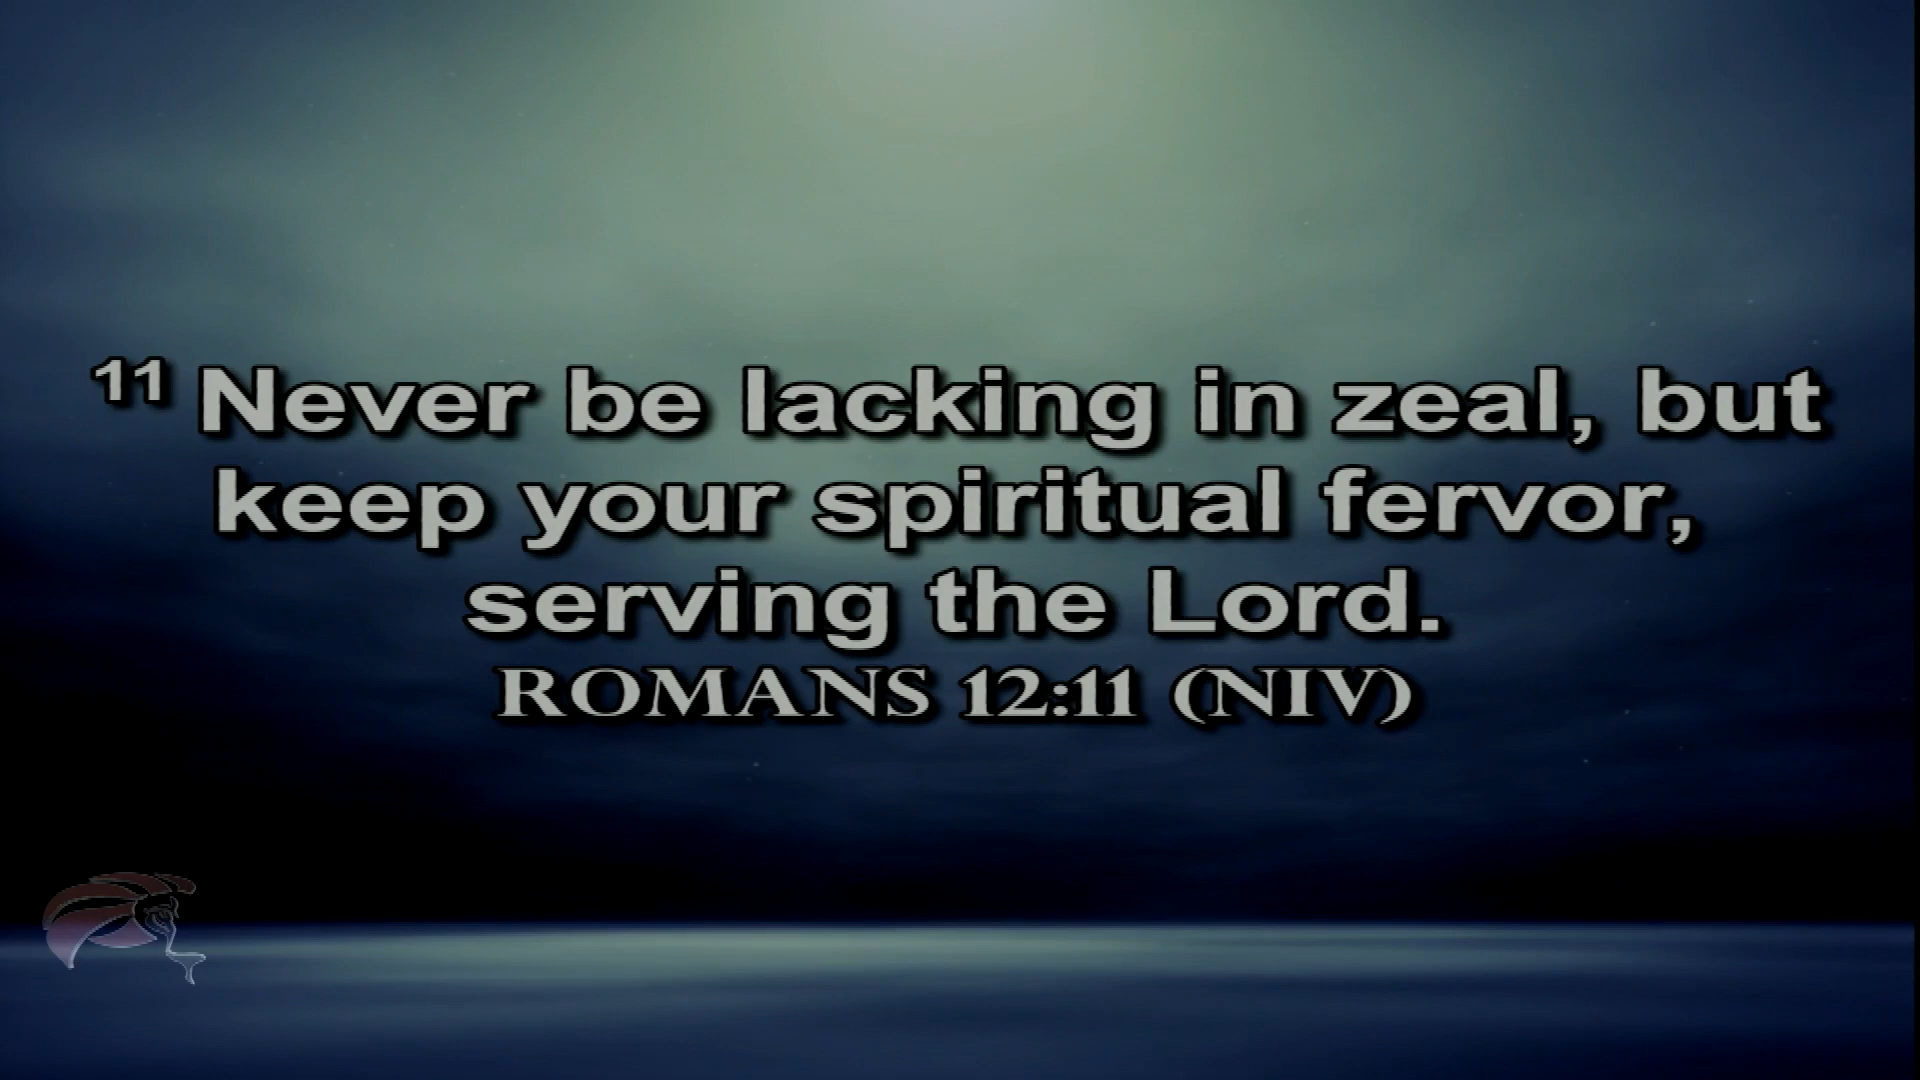 11 Never be lacking in zeal, but
keep your spiritual fervor,
serving the Lord.
ROMANS 12:11 (NIV)